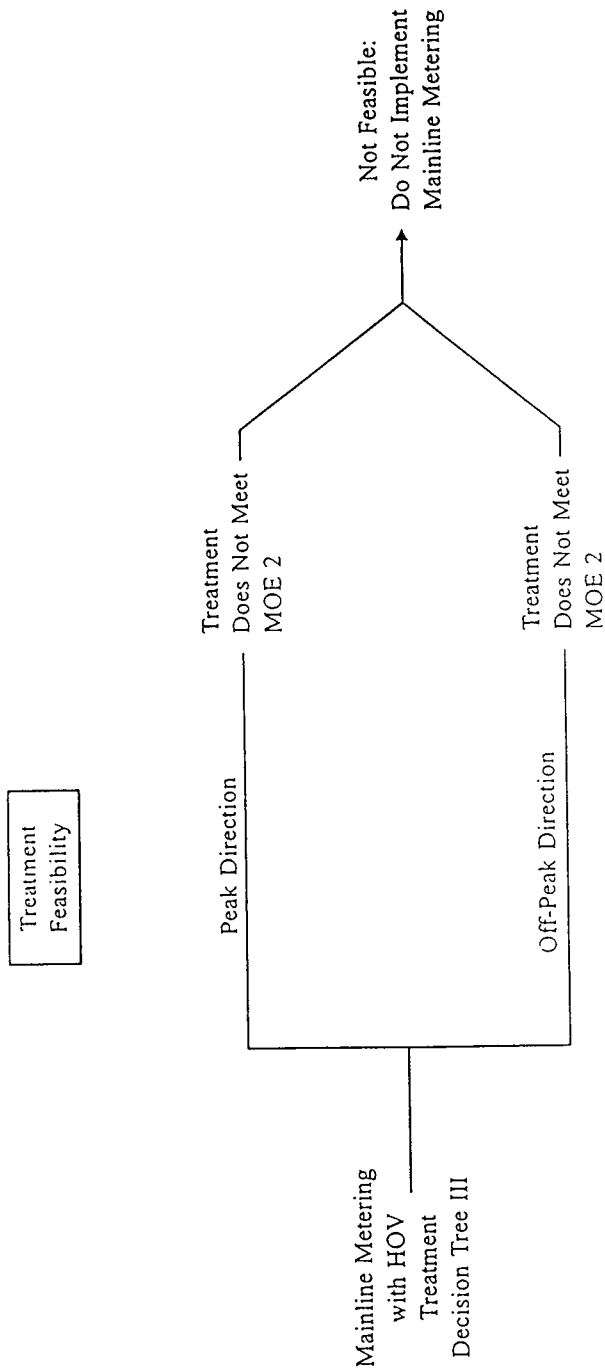 Treatment
Feasibility
Mainline Metering
with HOV
Treatment
Decision Tree III
Peak Direction
Treatment
Does Not Meet
MOE 2
Off-Peak Direction
Treatment
Does Not Meet
MOE 2
Not Feasible:
Do Not Implement
Mainline Metering